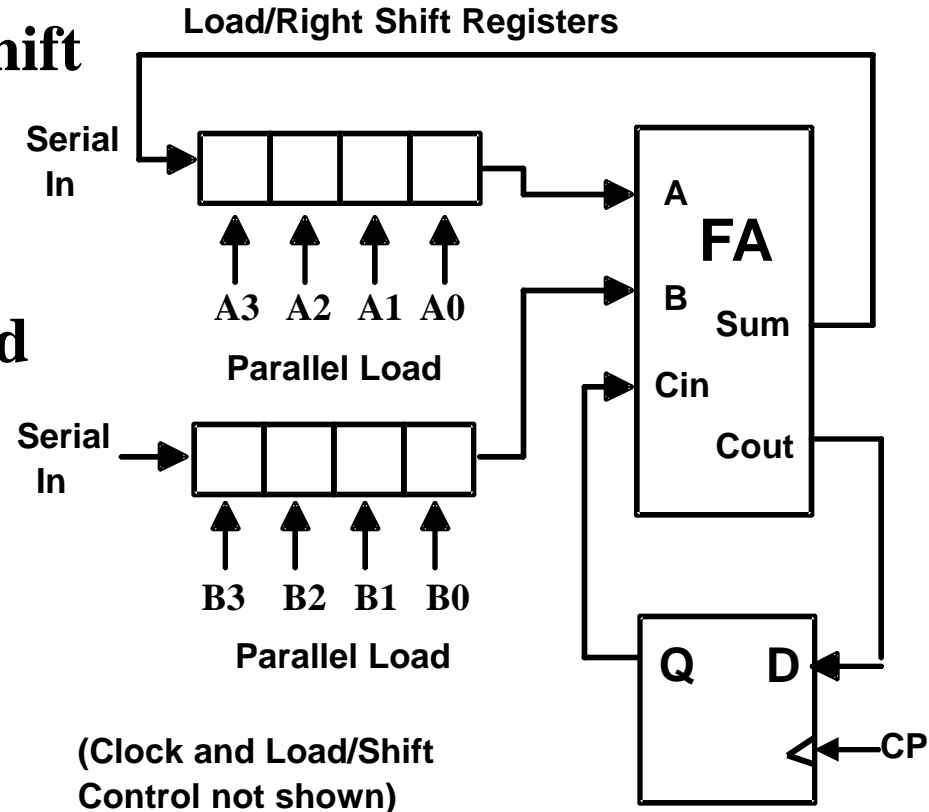 Load/Right Shift Registers
hift
Serial
In
A
FA
B
A3 A2 A1 A0
Sum
d
Parallel Load
Cin
Serial
In
Cout
B3 B2 B1 B0
Parallel Load
Q D
(Clock and Load/Shift
Control not shown)
CP